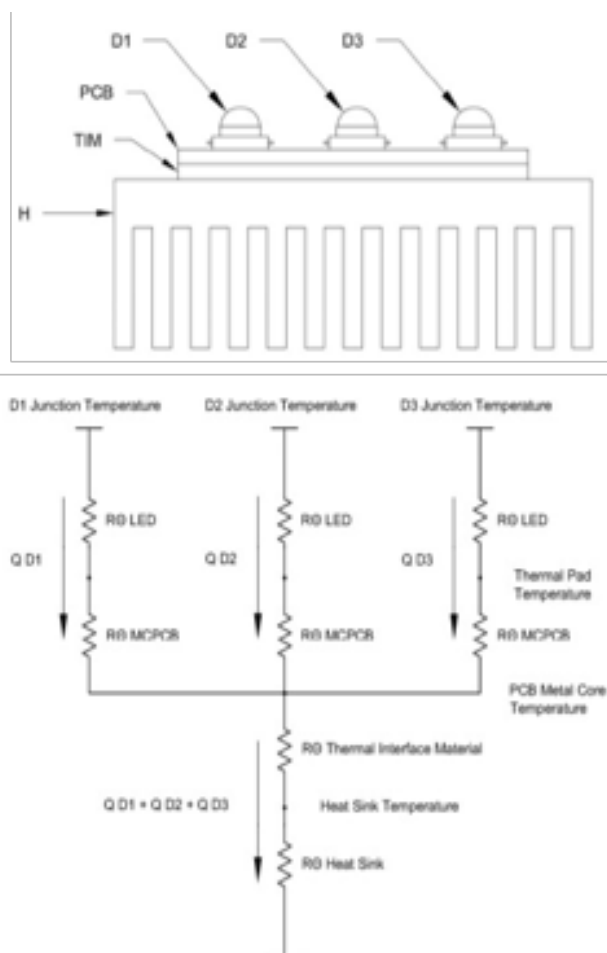 D1
D2
D3
PCB
TIM
H
D1 Junction Temperature
D2 Junction Temperature
D3 Junction Temperature
RΘ LED
RΘ LED
RΘ LED
Q D1
Q D2
Q D3
Thermal Pad
Temperature
RΘ MCPCB
RΘ MCPCB
RΘ MCPCB
PCB Metal Core
Temperature
RΘ Thermal Interface Material
Q D1 + Q D2 + Q D3
Heat Sink Temperature
RΘ Heat Sink